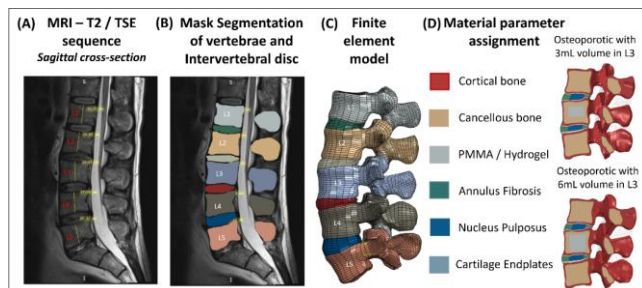 (A) MRI – T2 / TSE
sequence
Sagittal cross-section
(B) Mask Segmentation
of vertebrae and
Intervertebral disc
L1
L2
L3
L4
L5
(C) Finite
element
model
L2
L4
L5
(D) Material parameter
assignment
Cortical bone
Cancellous bone
PMMA / Hydrogel
Annulus Fibrosis
Nucleus Pulposus
Cartilage Endplates
Osteoporotic with
3mL volume in L3
Osteoporotic with
6mL volume in L3